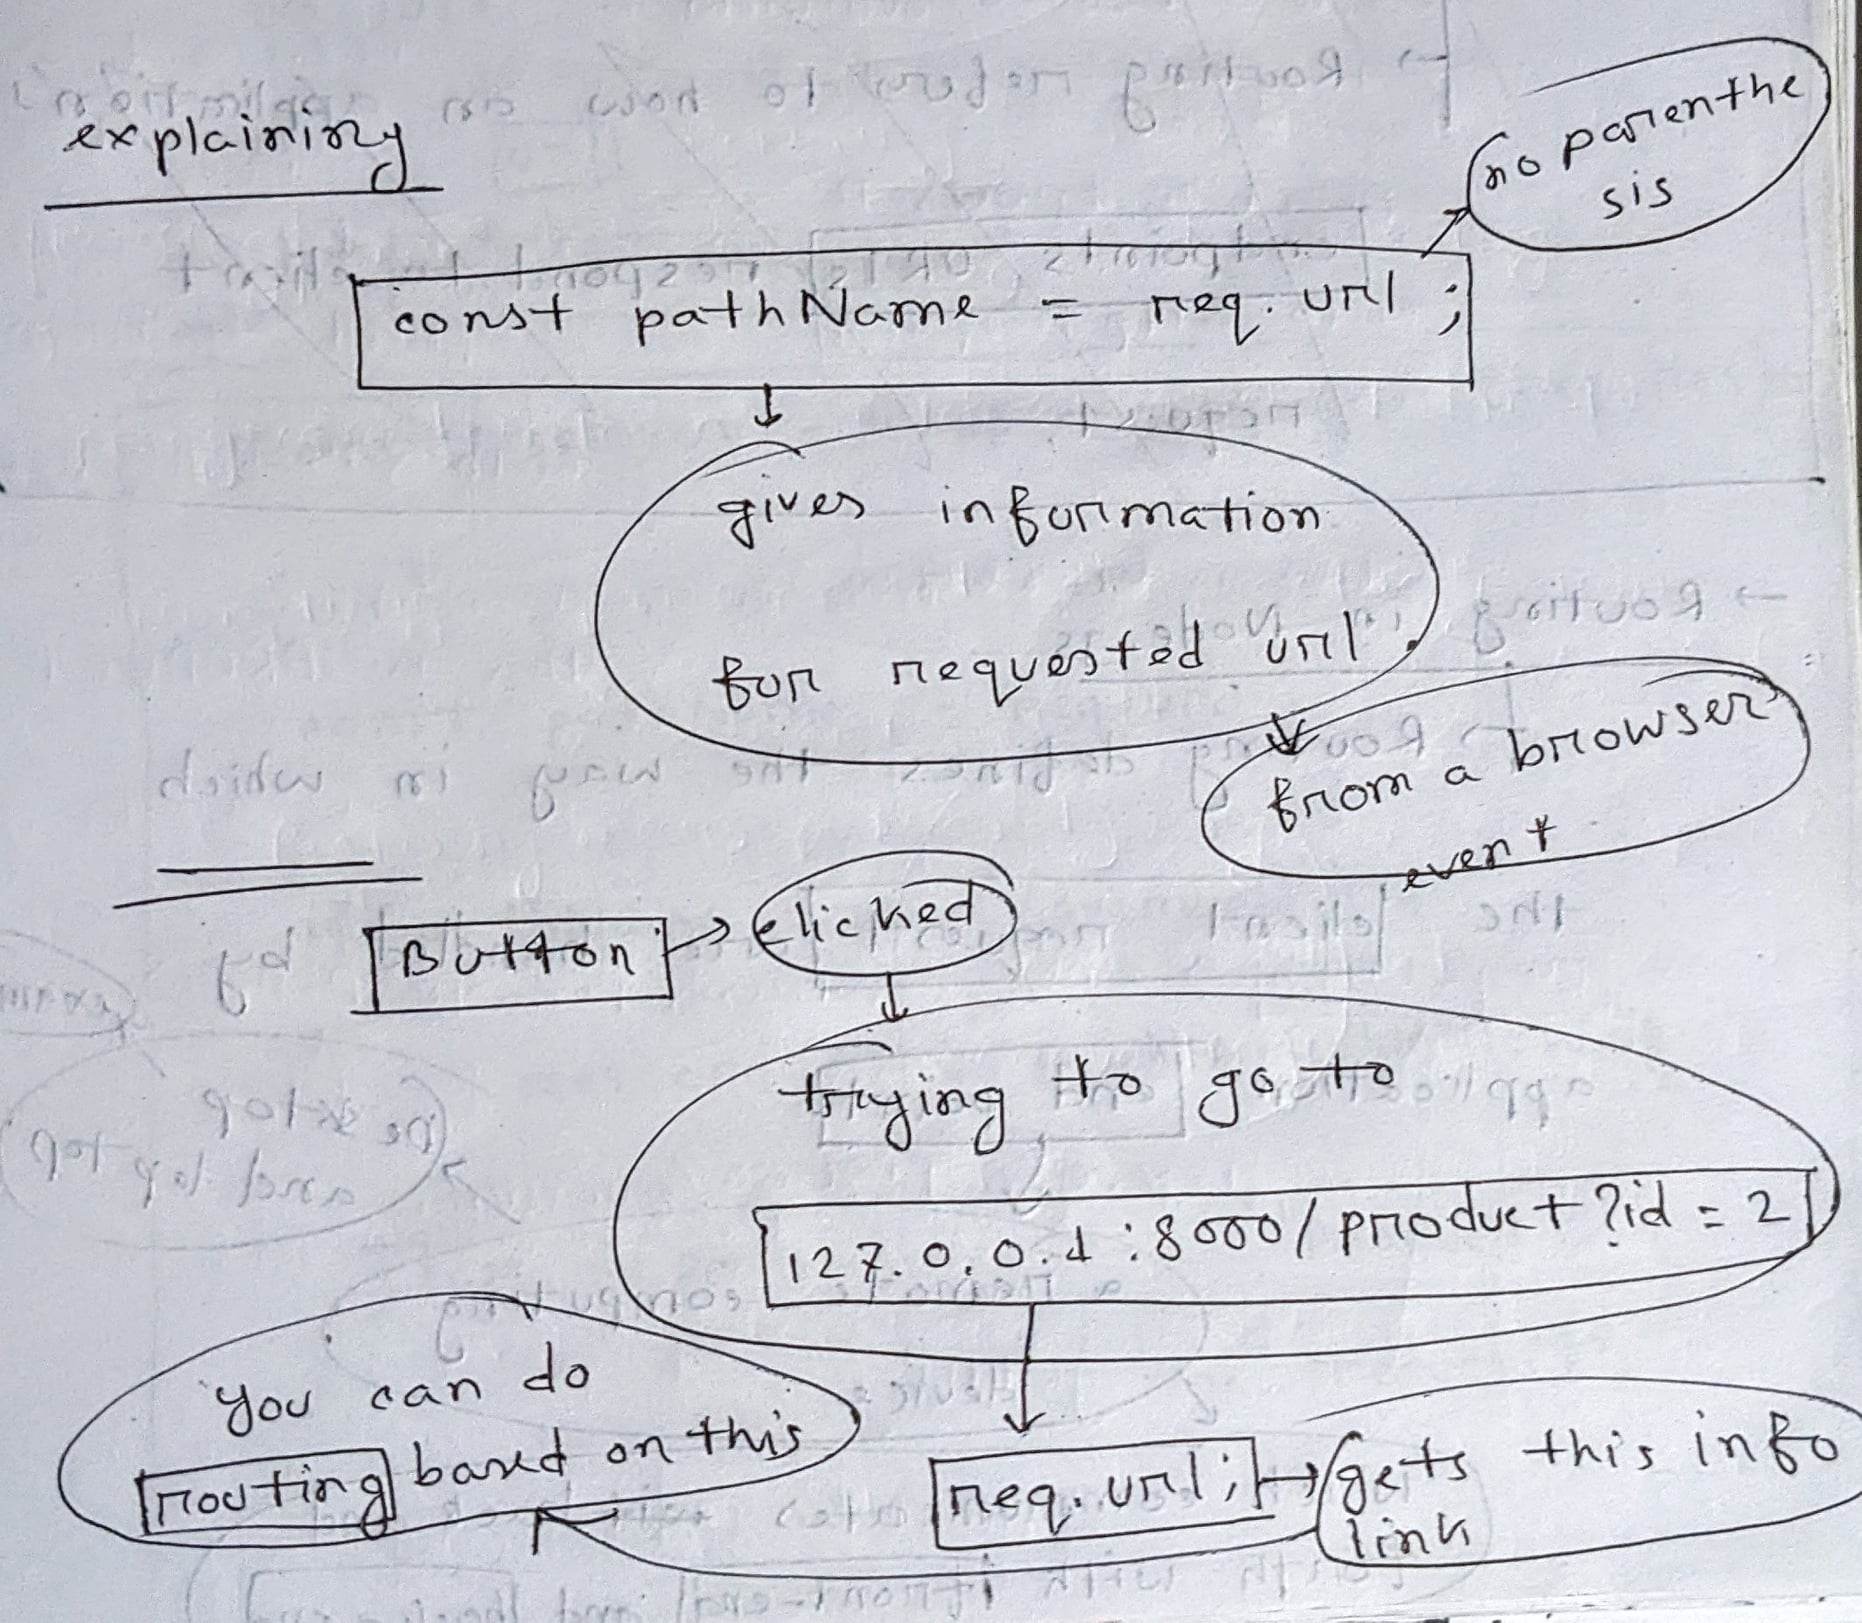 explaining
no parenthe
sis
const pathName = req.url ;
gives information
for requested url
from a browser
event
Button → clicked
trying to go to
127.0.0.1:8000/product?id=2
you can do
routing based on this
req.url; → gets this info
link